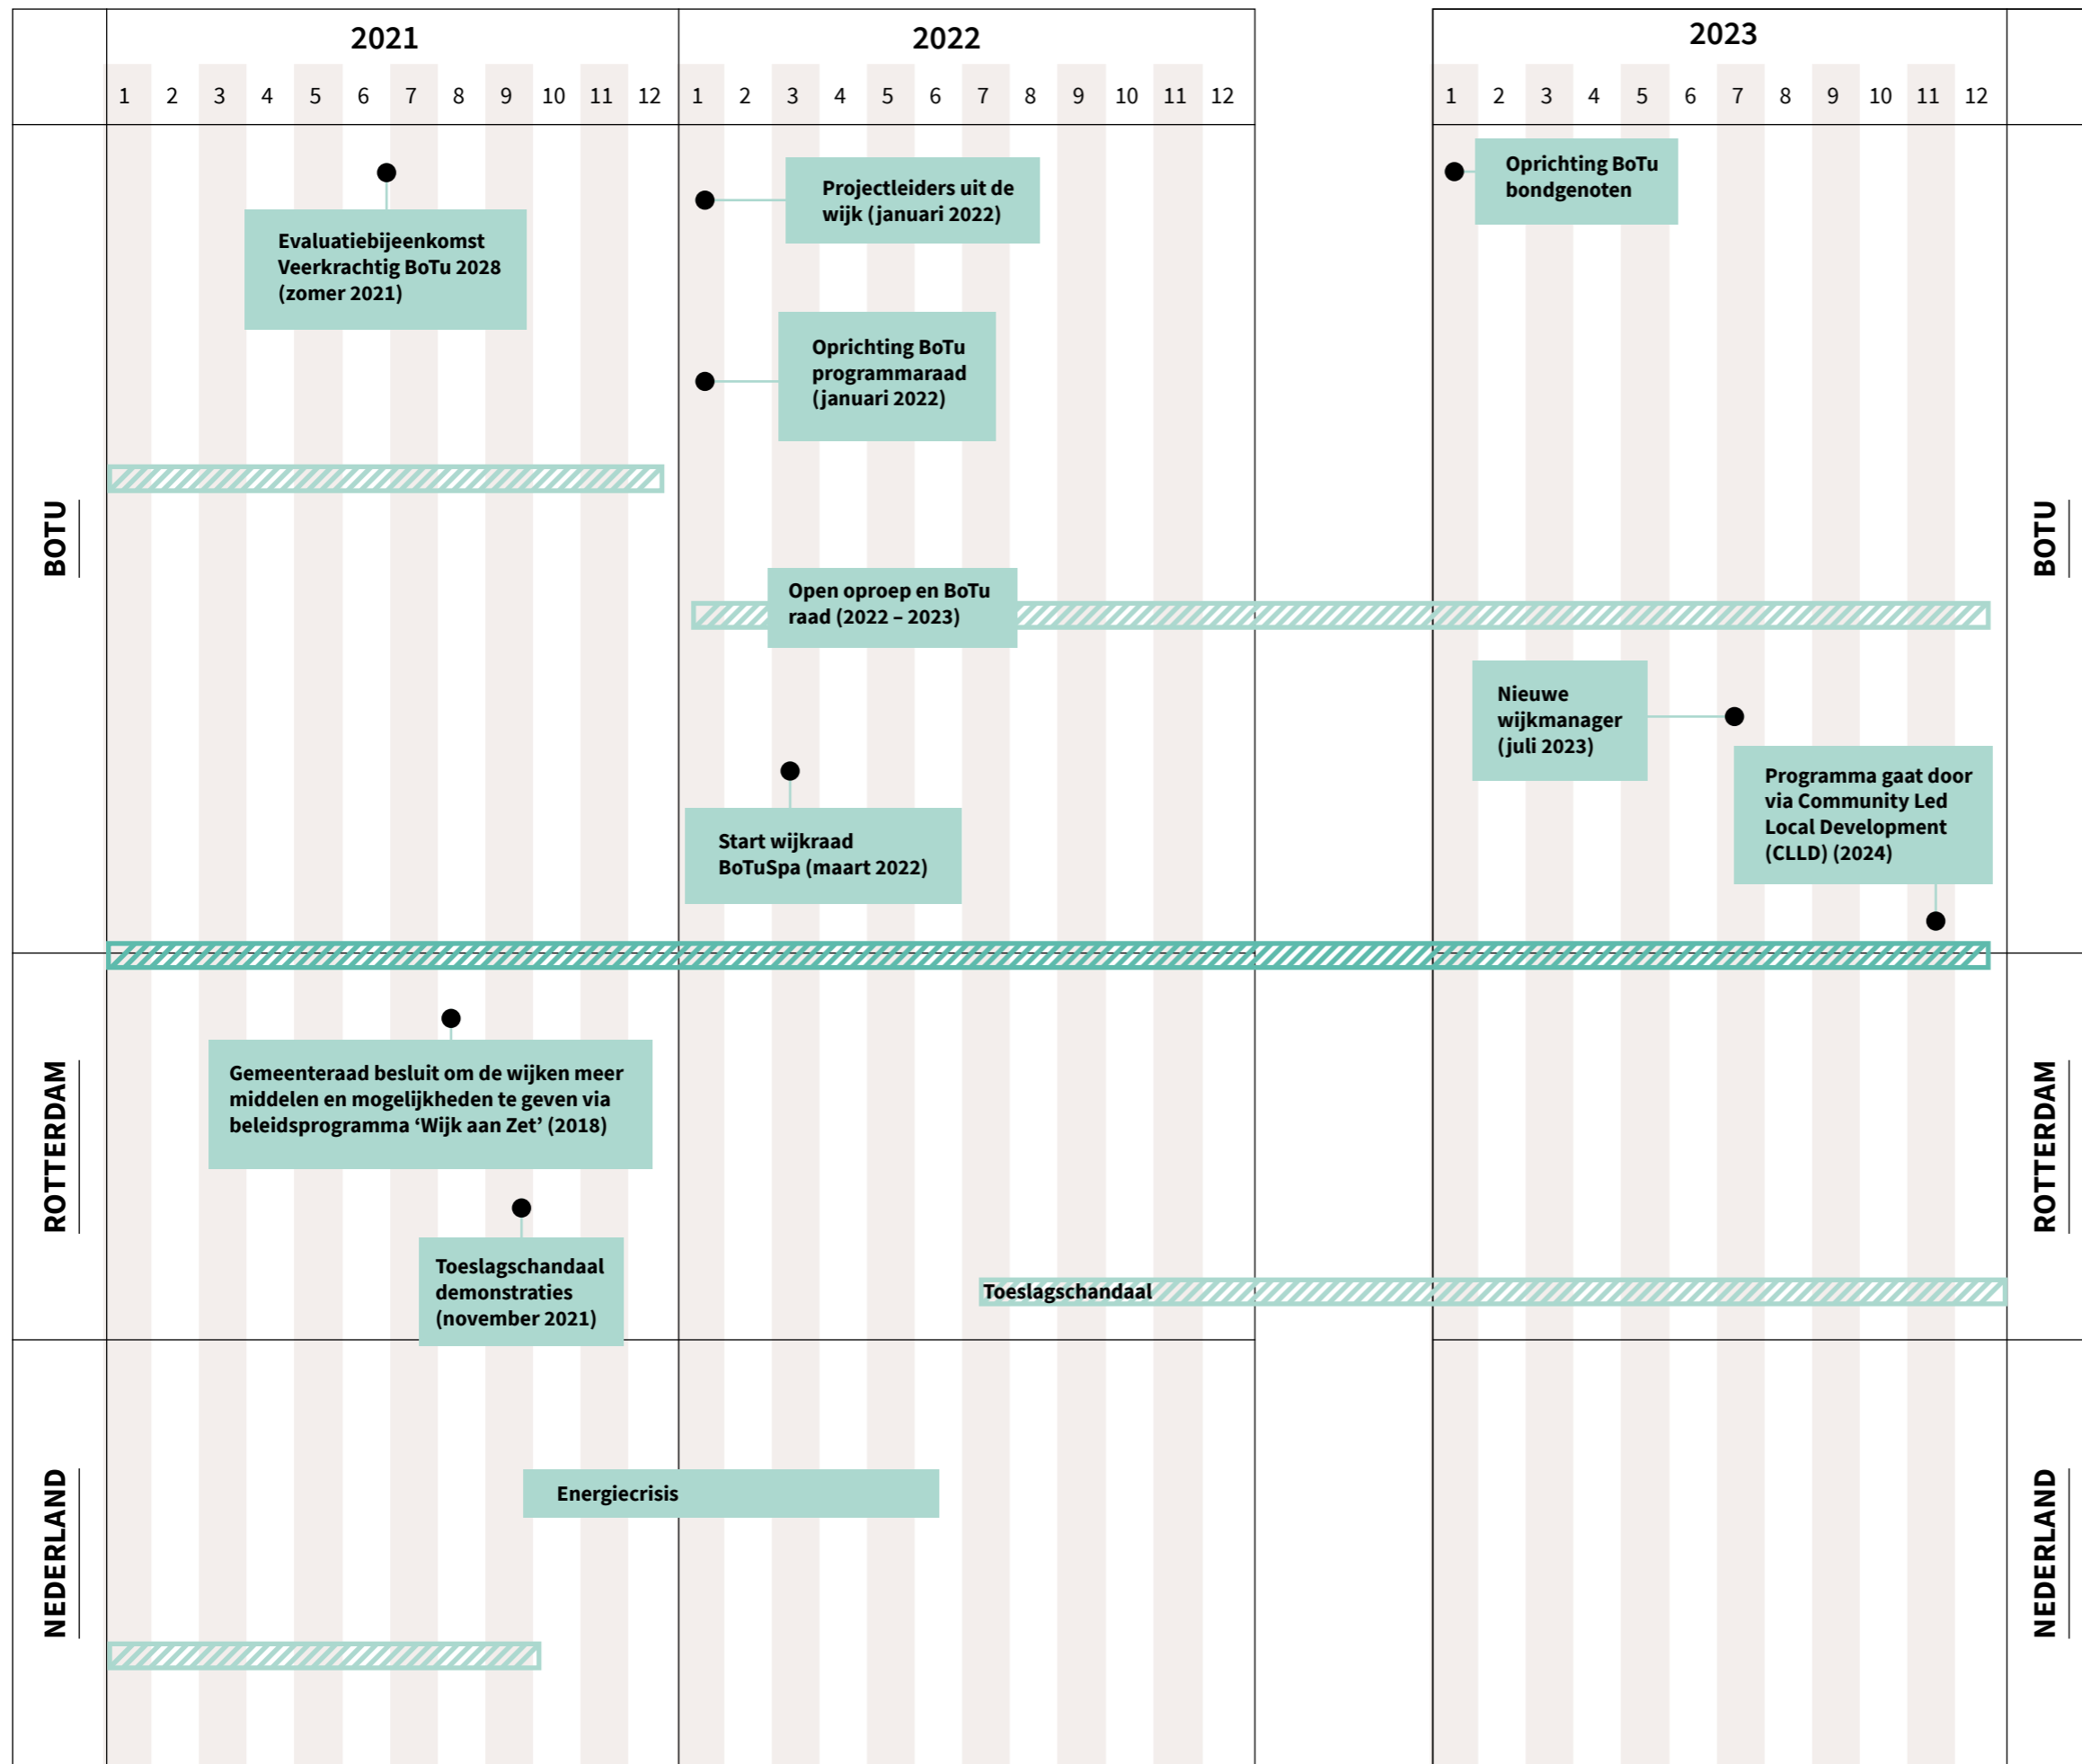 2021
2022
2023
1 2 3 4 5 6 7 8 9 10 11 12
1 2 3 4 5 6 7 8 9 10 11 12
1 2 3 4 5 6 7 8 9 10 11 12
BOTU
Evaluatiebijeenkomst
Veerkrachtig BoTu 2028
(zomer 2021)
Projectleiders uit de
wijk (januari 2022)
Oprichting BoTu
programmaraad
(januari 2022)
Open oproep en BoTu
raad (2022 – 2023)
Start wijkraad
BoTuSpa (maart 2022)
Oprichting BoTu
bondgenoten
Nieuwe
wijkmanager
(juli 2023)
Programma gaat door
via Community Led
Local Development
(CLLD) (2024)
BOTU
ROTTERDAM
Gemeenteraad besluit om de wijken meer
middelen en mogelijkheden te geven via
beleidsprogramma ‘Wijk aan Zet’ (2018)
Toeslagschandaal
demonstraties
(november 2021)
Toeslagschandaal
ROTTERDAM
NEDERLAND
Energiecrisis
NEDERLAND